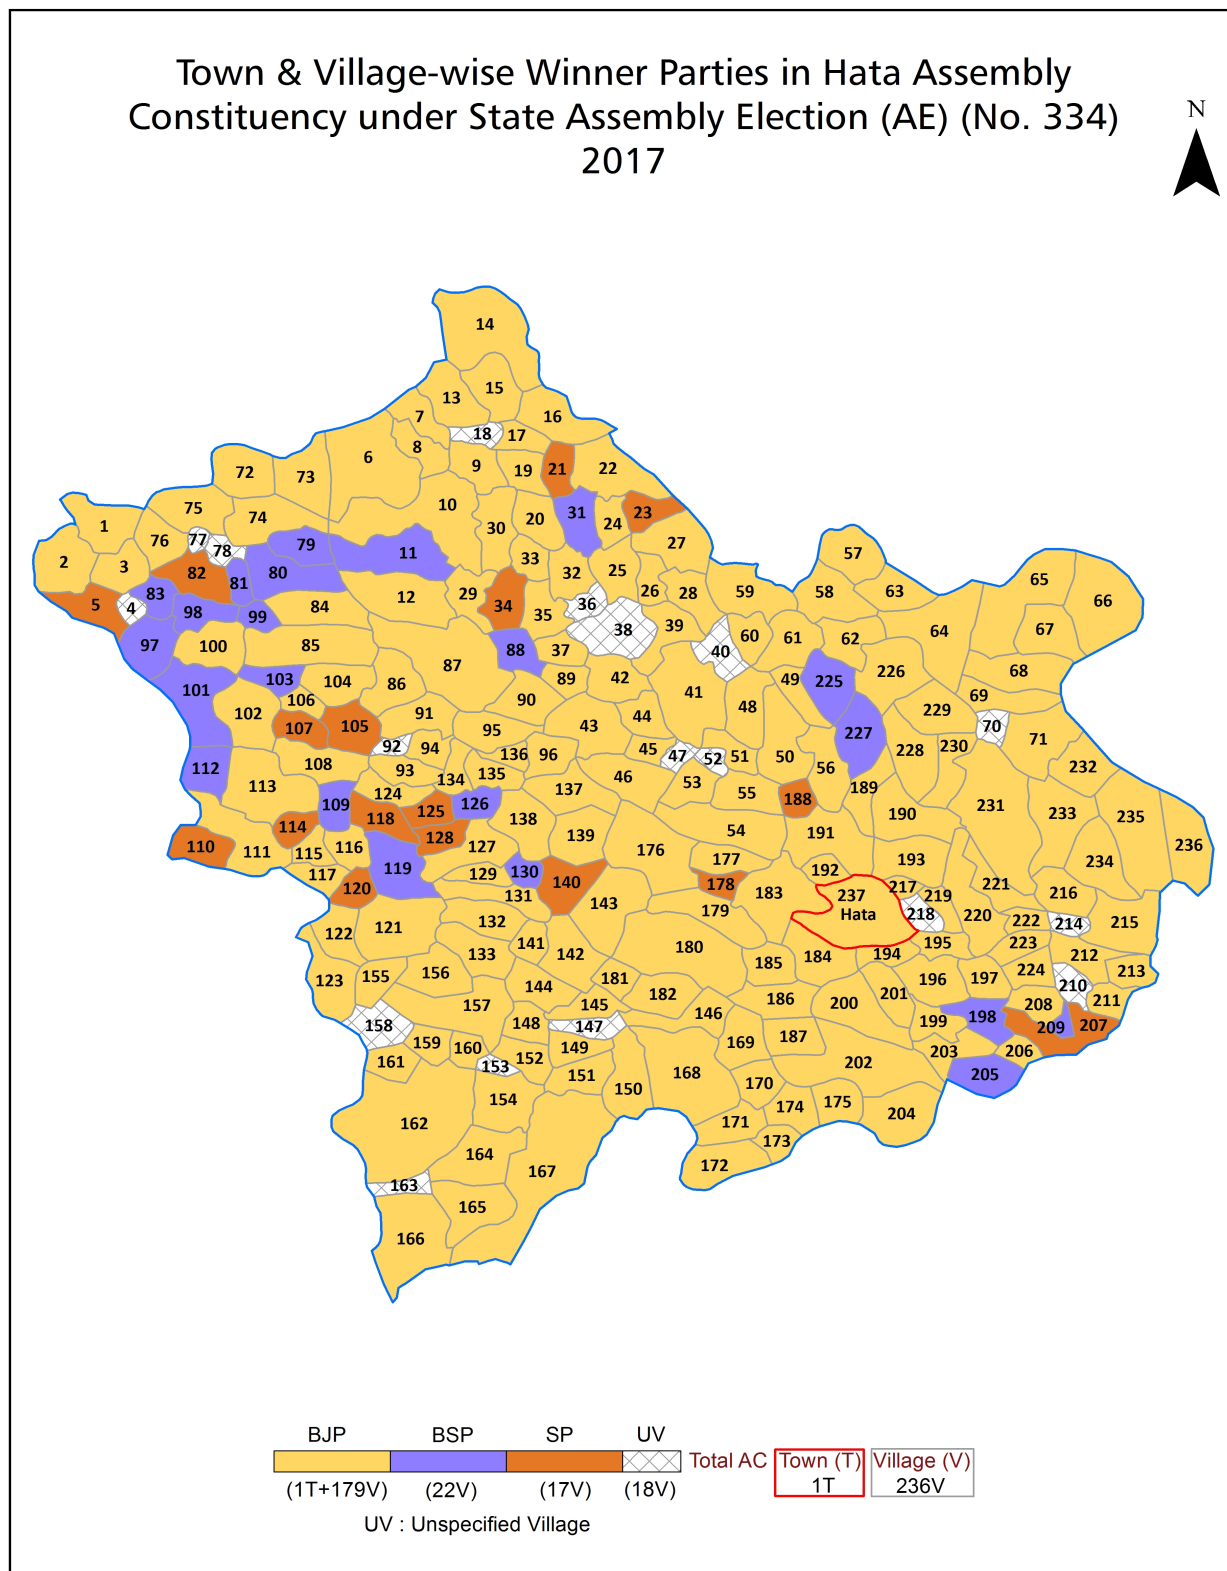 Town & Village-wise Winner Parties in Hata Assembly
Constituency under State Assembly Election (AE) (No. 334)
2017
N
14
15
13
16
7
18 17
8
6
9 19 21 22
72 73
10
75
74
30 20 31 24 23
1
76 77 78 79 11
27
2 3 82 81 80
33 32 25
57
5 4 83 98 99 84 12 29 34 35 36 26 28 59 58 63 65 66
38 39 40 60 61 62 64 67
97 100 85 87 88 37
101 103 104 86 89 42 41 49 225 226 68
102 106 90 48 69
107 105 91 95 43 44 227 229 70 71
92 94 136 96 45 47 52 51 50 228 230
112 108 93 134 135 46 53 56 232
113 109 124 125 126 137 55 188 189 231 233 235
114 118 128 138 54 190
110 111 115 116 127 139 176 191 234 236
117 119 129 130 140 177 192 193
120 131 178 183 237 217 219 221 216
143 179 Hata 218 220 222 214 215
122 121 132 141 142 180 184 194 195 223 212
133 185 196 197 224 210 213
123 155 156 144 181 182 186 200 201 208 211
157 145 146 199 198 209 207
158 148 147 187
159 160 149 169 203 206
161 153 152 151 168 202 205
154 150 170
162 174 175 204
171
164 173
163 167 172
165
166
BJP BSP SP UV
Total AC Town (T) Village (V)
(1T+179V) (22V) (17V) (18V) 1T 236V
UV : Unspecified Village